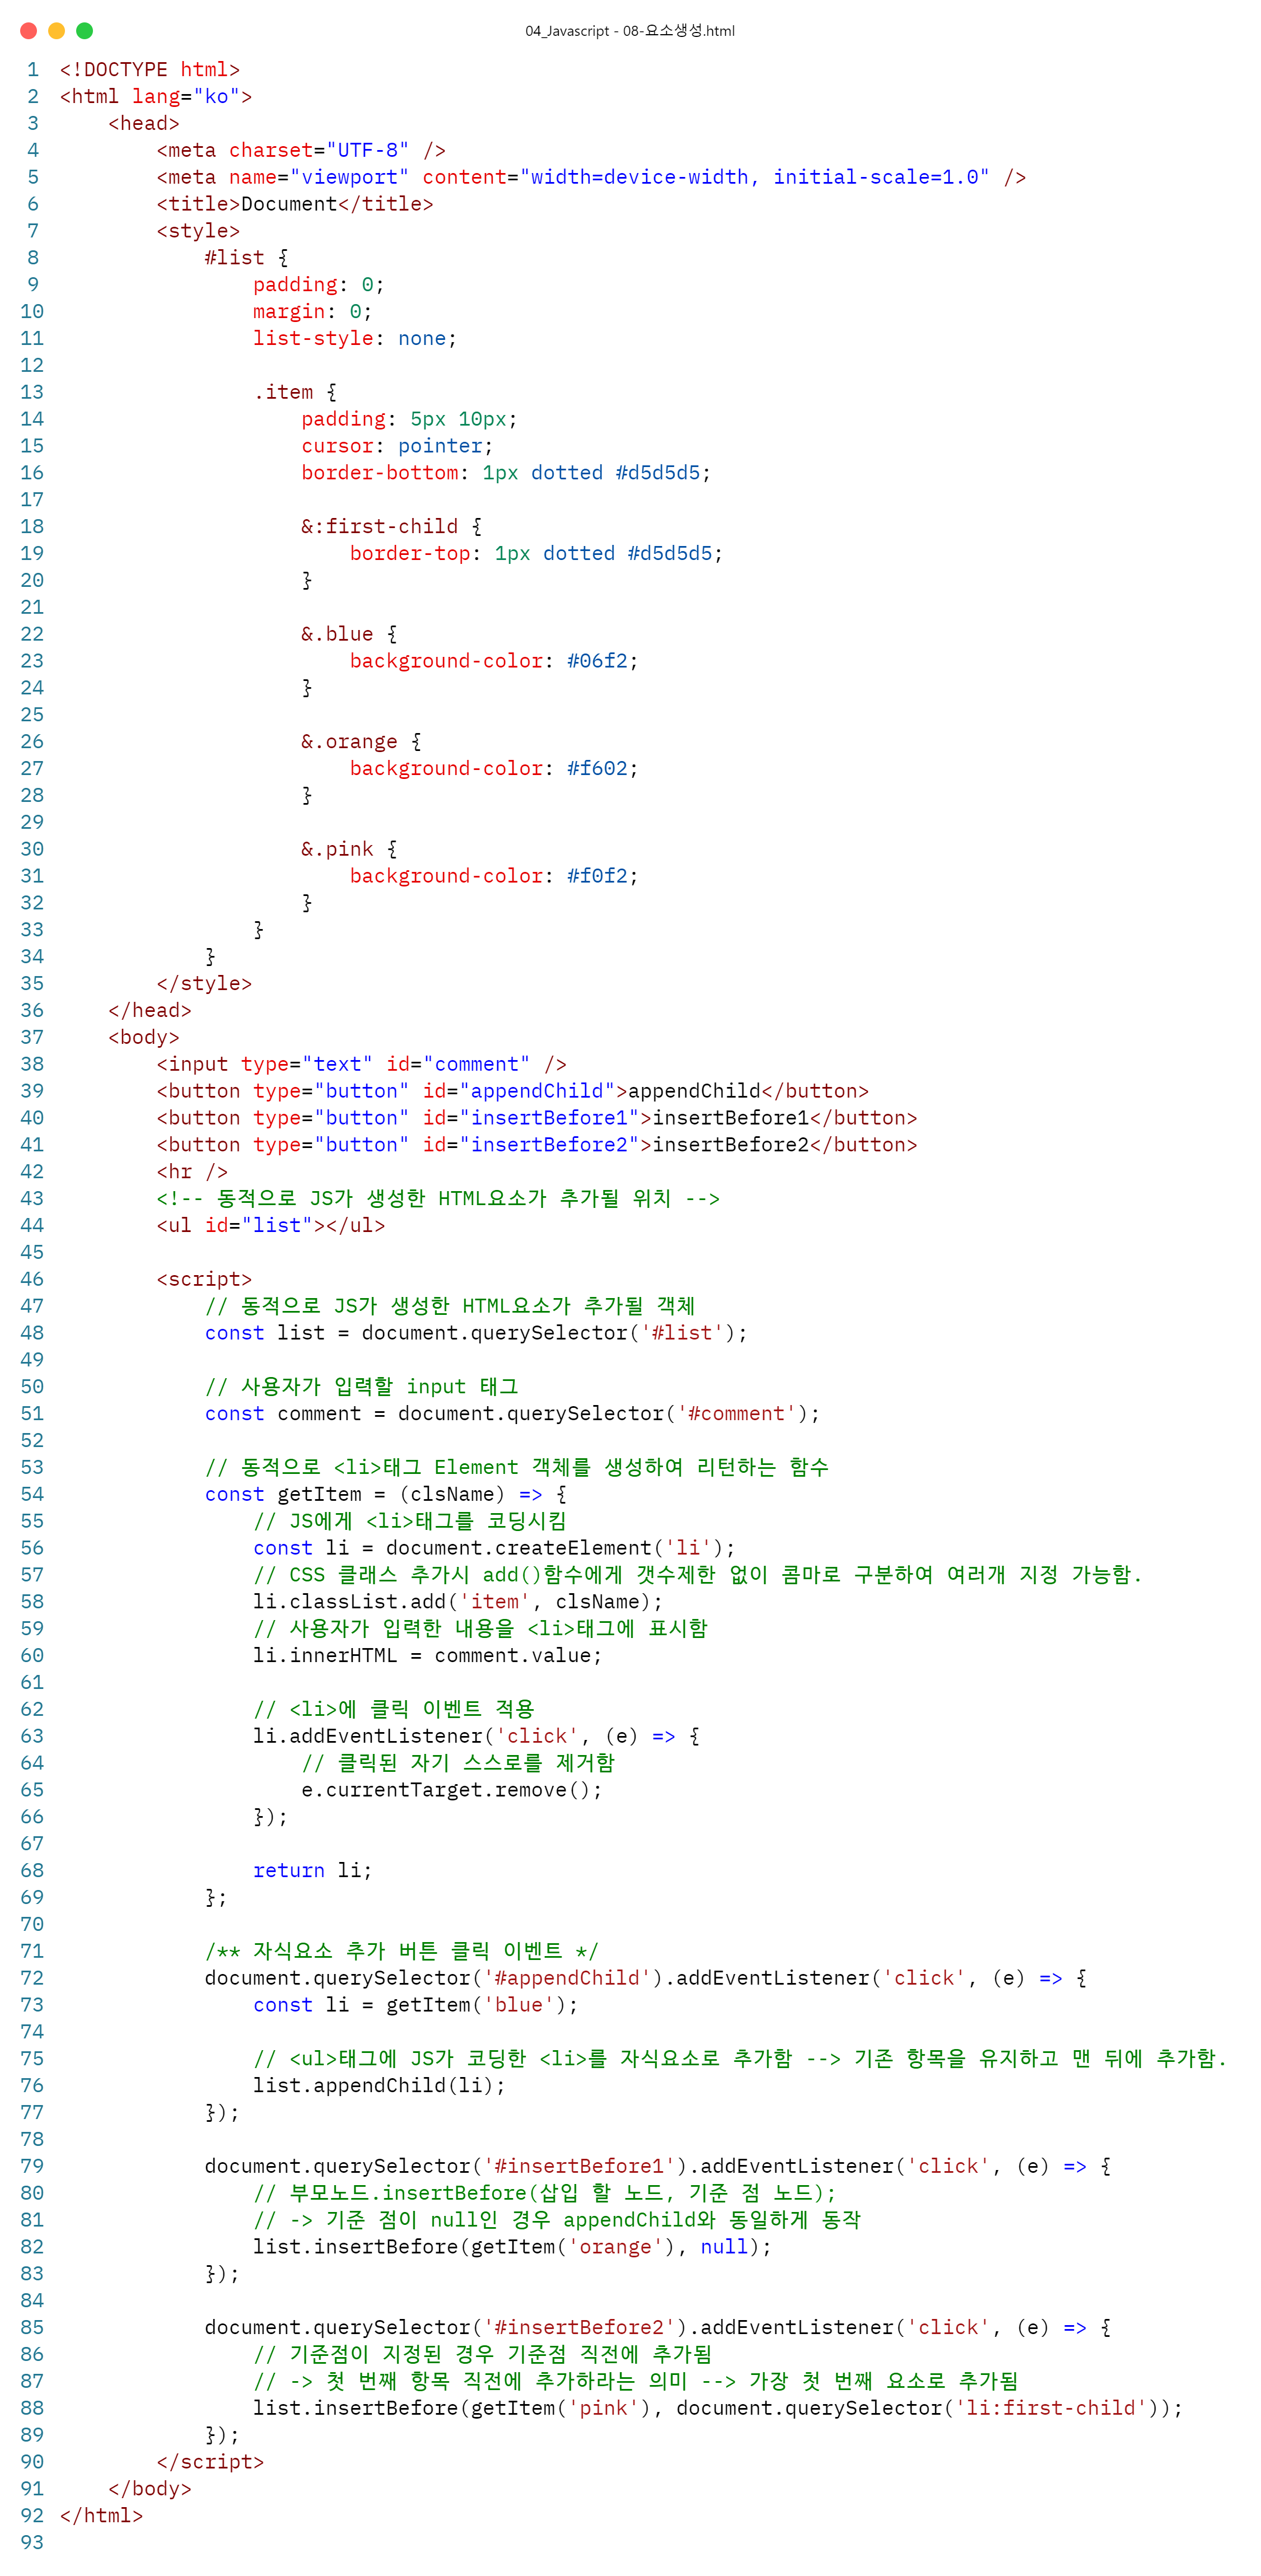 04_Javascript - 08-요소생성.html
1 <!DOCTYPE html>
2 <html lang="ko">
3     <head>
4         <meta charset="UTF-8" />
5         <meta name="viewport" content="width=device-width, initial-scale=1.0" />
6         <title>Document</title>
7         <style>
8             #list {
9                 padding: 0;
10                 margin: 0;
11                 list-style: none;
12
13                 .item {
14                     padding: 5px 10px;
15                     cursor: pointer;
16                     border-bottom: 1px dotted #d5d5d5;
17
18                     &:first-child {
19                         border-top: 1px dotted #d5d5d5;
20                     }
21
22                     &.blue {
23                         background-color: #06f2;
24                     }
25
26                     &.orange {
27                         background-color: #f602;
28                     }
29
30                     &.pink {
31                         background-color: #f0f2;
32                     }
33                 }
34             }
35         </style>
36     </head>
37     <body>
38         <input type="text" id="comment" />
39         <button type="button" id="appendChild">appendChild</button>
40         <button type="button" id="insertBefore1">insertBefore1</button>
41         <button type="button" id="insertBefore2">insertBefore2</button>
42         <hr />
43         <!-- 동적으로 JS가 생성한 HTML요소가 추가될 위치 -->
44         <ul id="list"></ul>
45
46         <script>
47             // 동적으로 JS가 생성한 HTML요소가 추가될 객체
48             const list = document.querySelector('#list');
49
50             // 사용자가 입력할 input 태그
51             const comment = document.querySelector('#comment');
52
53             // 동적으로 <li>태그 Element 객체를 생성하여 리턴하는 함수
54             const getItem = (clsName) => {
55                 // JS에게 <li>태그를 코딩시킴
56                 const li = document.createElement('li');
57                 // CSS 클래스 추가시 add()함수에게 갯수제한 없이 콤마로 구분하여 여러개 지정 가능함.
58                 li.classList.add('item', clsName);
59                 // 사용자가 입력한 내용을 <li>태그에 표시함
60                 li.innerHTML = comment.value;
61
62                 // <li>에 클릭 이벤트 적용
63                 li.addEventListener('click', (e) => {
64                     // 클릭된 자기 스스로를 제거함
65                     e.currentTarget.remove();
66                 });
67
68                 return li;
69             };
70
71             /** 자식요소 추가 버튼 클릭 이벤트 */
72             document.querySelector('#appendChild').addEventListener('click', (e) => {
73                 const li = getItem('blue');
74
75                 // <ul>태그에 JS가 코딩한 <li>를 자식요소로 추가함 --> 기존 항목을 유지하고 맨 뒤에 추가함.
76                 list.appendChild(li);
77             });
78
79             document.querySelector('#insertBefore1').addEventListener('click', (e) => {
80                 // 부모노드.insertBefore(삽입 할 노드, 기준 점 노드);
81                 // -> 기준 점이 null인 경우 appendChild와 동일하게 동작
82                 list.insertBefore(getItem('orange'), null);
83             });
84
85             document.querySelector('#insertBefore2').addEventListener('click', (e) => {
86                 // 기준점이 지정된 경우 기준점 직전에 추가됨
87                 // -> 첫 번째 항목 직전에 추가하라는 의미 --> 가장 첫 번째 요소로 추가됨
88                 list.insertBefore(getItem('pink'), document.querySelector('li:first-child'));
89             });
90         </script>
91     </body>
92 </html>
93